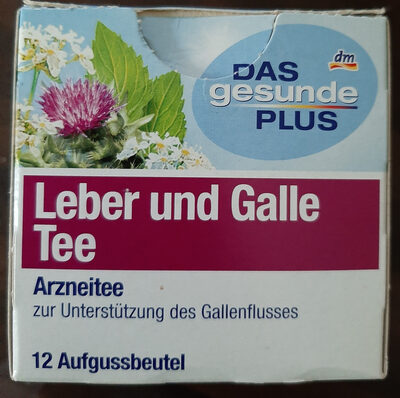 dm
DAS
gesunde
PLUS
Leber und Galle
Tee
Arzneitee
zur Unterstützung des Gallenflusses
12 Aufgussbeutel